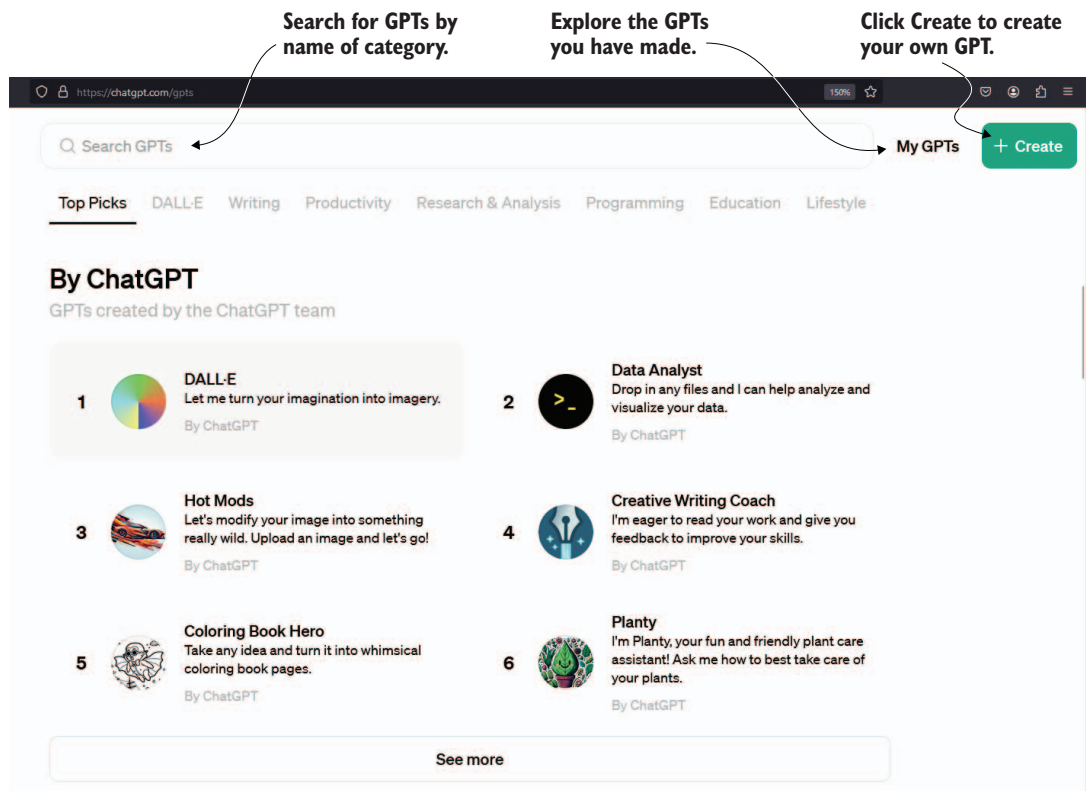 Search for GPTs by
name of category.
Explore the GPTs
you have made.
Click Create to create
your own GPT.
https://chatgpt.com/gpts
150%
Search GPTs
My GPTs
+ Create
Top Picks DALL·E Writing Productivity Research & Analysis Programming Education Lifestyle
By ChatGPT
GPTs created by the ChatGPT team
1
DALL·E
Let me turn your imagination into imagery.
By ChatGPT
2
>_
Data Analyst
Drop in any files and I can help analyze and
visualize your data.
By ChatGPT
3
Hot Mods
Let's modify your image into something
really wild. Upload an image and let's go!
By ChatGPT
4
Creative Writing Coach
I'm eager to read your work and give you
feedback to improve your skills.
By ChatGPT
5
Coloring Book Hero
Take any idea and turn it into whimsical
coloring book pages.
By ChatGPT
6
Planty
I'm Planty, your fun and friendly plant care
assistant! Ask me how to best take care of
your plants.
By ChatGPT
See more